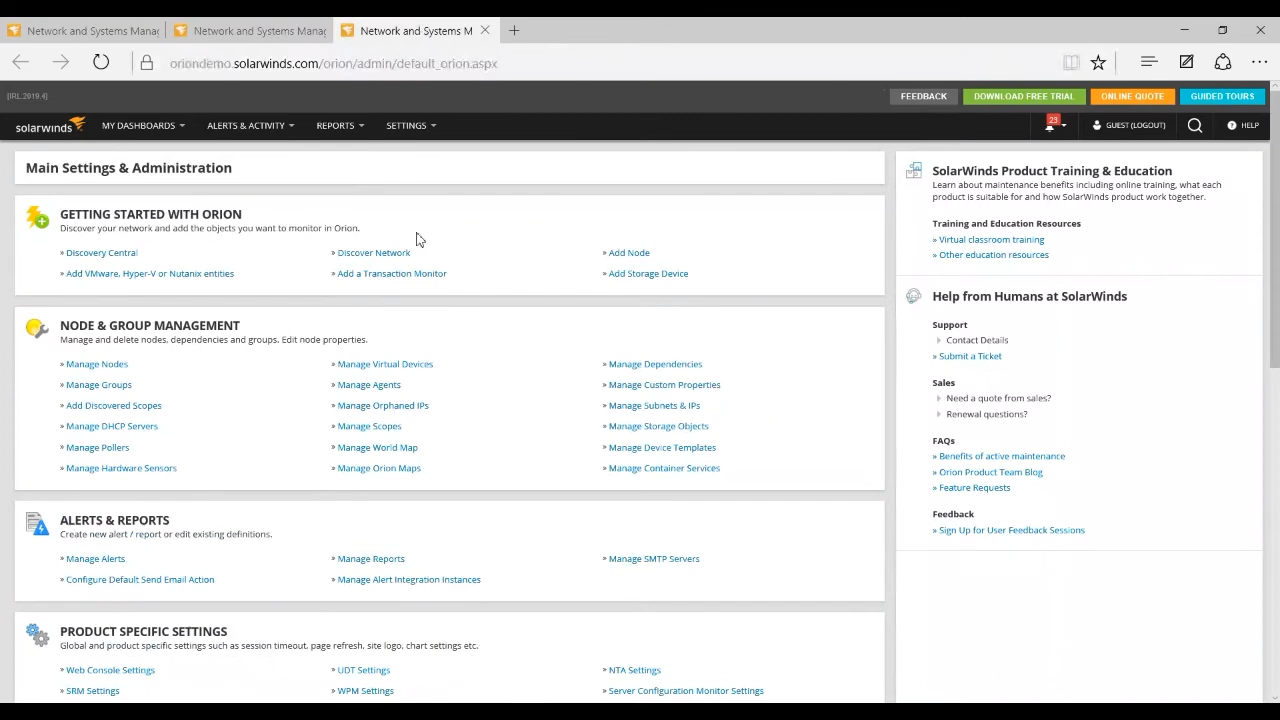 Network and Systems Manag
Network and Systems Manag
Network and Systems M
oriondemo.solarwinds.com/orion/admin/default_orion.aspx
[IRL.2019.4]
FEEDBACK
DOWNLOAD FREE TRIAL
ONLINE QUOTE
GUIDED TOURS
solarwinds
MY DASHBOARDS
ALERTS & ACTIVITY
REPORTS
SETTINGS
23
GUEST (LOGOUT)
HELP
Main Settings & Administration
GETTING STARTED WITH ORION
Discover your network and add the objects you want to monitor in Orion.
» Discovery Central
» Discover Network
» Add Node
» Add VMware, Hyper-V or Nutanix entities
» Add a Transaction Monitor
» Add Storage Device
NODE & GROUP MANAGEMENT
Manage and delete nodes, dependencies and groups. Edit node properties.
» Manage Nodes
» Manage Virtual Devices
» Manage Dependencies
» Manage Groups
» Manage Agents
» Manage Custom Properties
» Add Discovered Scopes
» Manage Orphaned IPs
» Manage Subnets & IPs
» Manage DHCP Servers
» Manage Scopes
» Manage Storage Objects
» Manage Pollers
» Manage World Map
» Manage Device Templates
» Manage Hardware Sensors
» Manage Orion Maps
» Manage Container Services
ALERTS & REPORTS
Create new alert / report or edit existing definitions.
» Manage Alerts
» Manage Reports
» Manage SMTP Servers
» Configure Default Send Email Action
» Manage Alert Integration Instances
PRODUCT SPECIFIC SETTINGS
Global and product specific settings such as session timeout, page refresh, site logo, chart settings etc.
» Web Console Settings
» UDT Settings
» NTA Settings
» SRM Settings
» WPM Settings
» Server Configuration Monitor Settings
SolarWinds Product Training & Education
Learn about maintenance benefits including online training, what each
product is suitable for and how SolarWinds product work together.
Training and Education Resources
» Virtual classroom training
» Other education resources
Help from Humans at SolarWinds
Support
Contact Details
» Submit a Ticket
Sales
Need a quote from sales?
Renewal questions?
FAQs
» Benefits of active maintenance
» Orion Product Team Blog
» Feature Requests
Feedback
» Sign Up for User Feedback Sessions